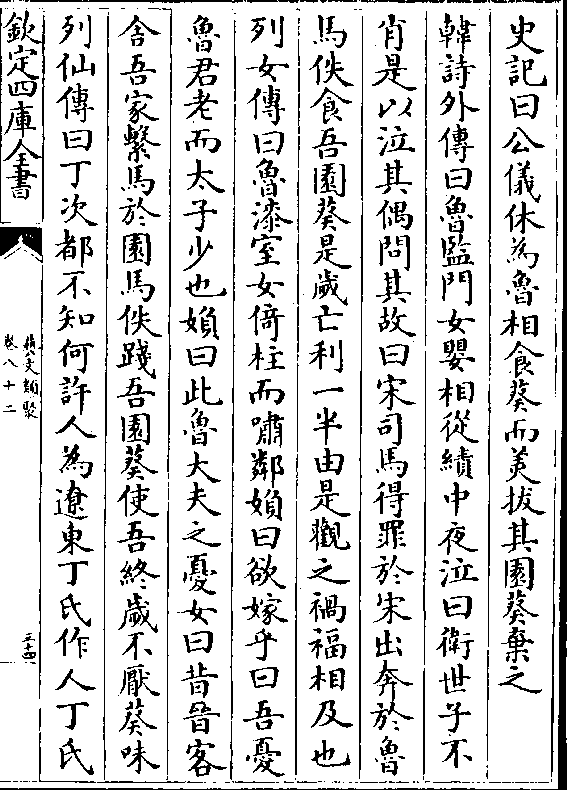 史記曰公儀休為魯相食葵而美拔其園葵棄之
韓詩外傳曰魯監門女嬰相從績中夜泣曰衛世子不
肖是以泣其偶問其故曰宋司馬得罪於宋出奔於魯
馬佚食吾園葵是嵗亡利一半由是觀之禍福相及也
列女傳曰魯漆室女倚柱而嘯鄰㛐曰欲嫁乎曰吾憂
魯君老而太子少也㛐曰此魯大夫之憂女曰昔晉客
舍吾家繫馬於園馬佚踐吾園葵使吾終嵗不厭葵味
列仙傳曰丁次都不知何許人為遼東丁氏作人丁氏
欽定四庫全書
藝文類聚
卷八十二
三十四